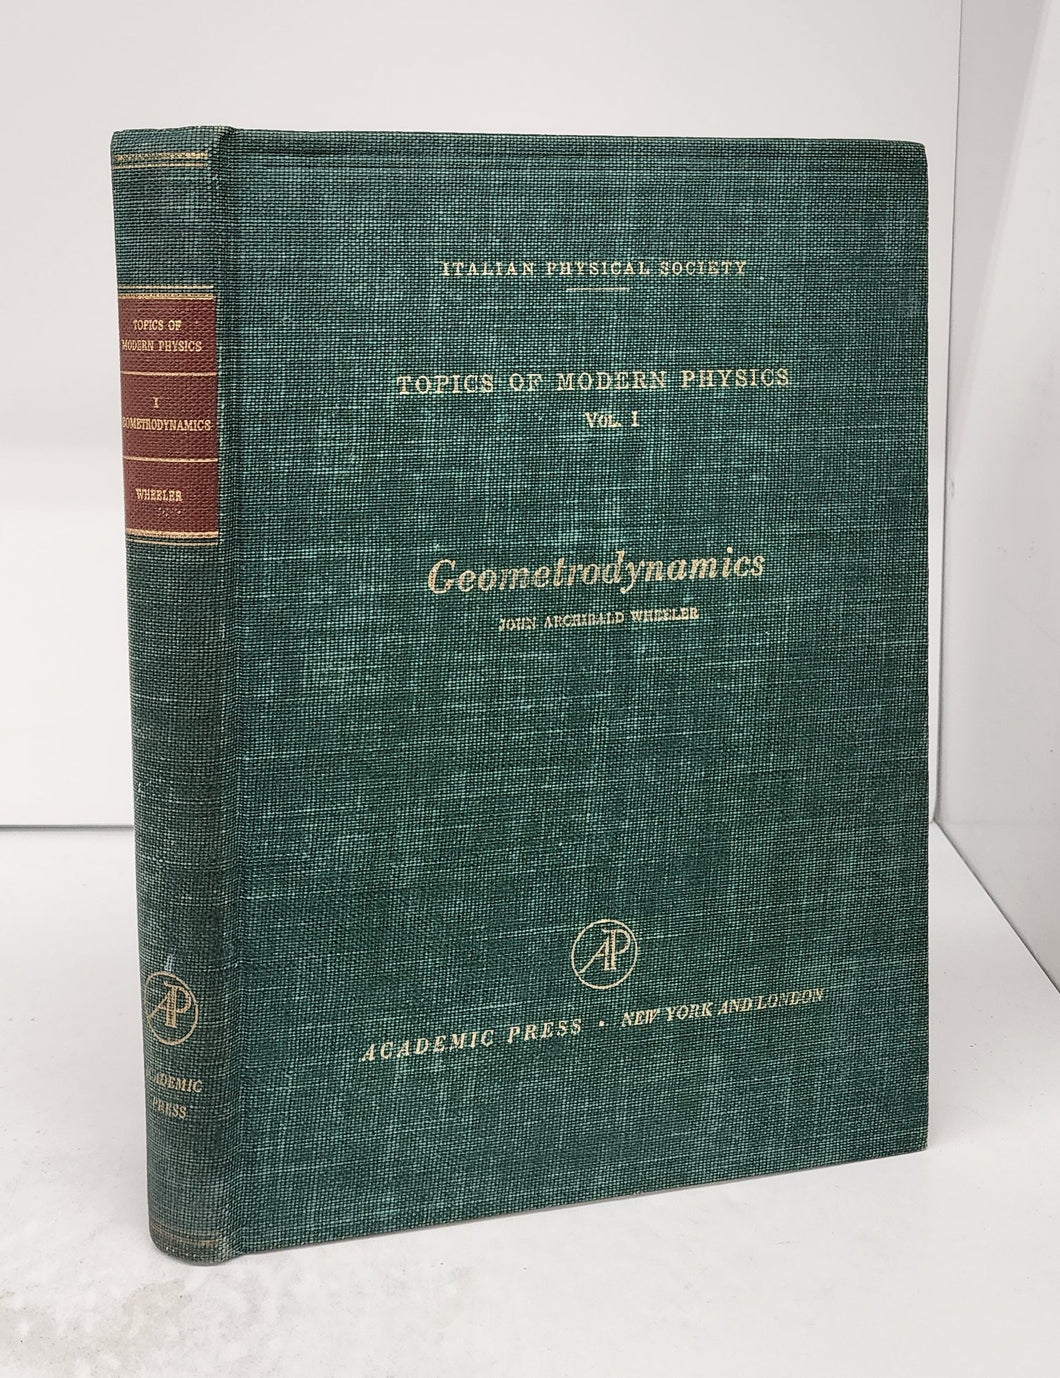 TOPICS OF
MODERN PHYSICS
I
GEOMETRODYNAMICS
WHEELER
AP
ACADEMIC
PRESS
ITALIAN PHYSICAL SOCIETY
TOPICS OF MODERN PHYSICS
VOL. I
Geometrodynamics
JOHN ARCHIBALD WHEELER
AP
ACADEMIC PRESS • NEW YORK AND LONDON